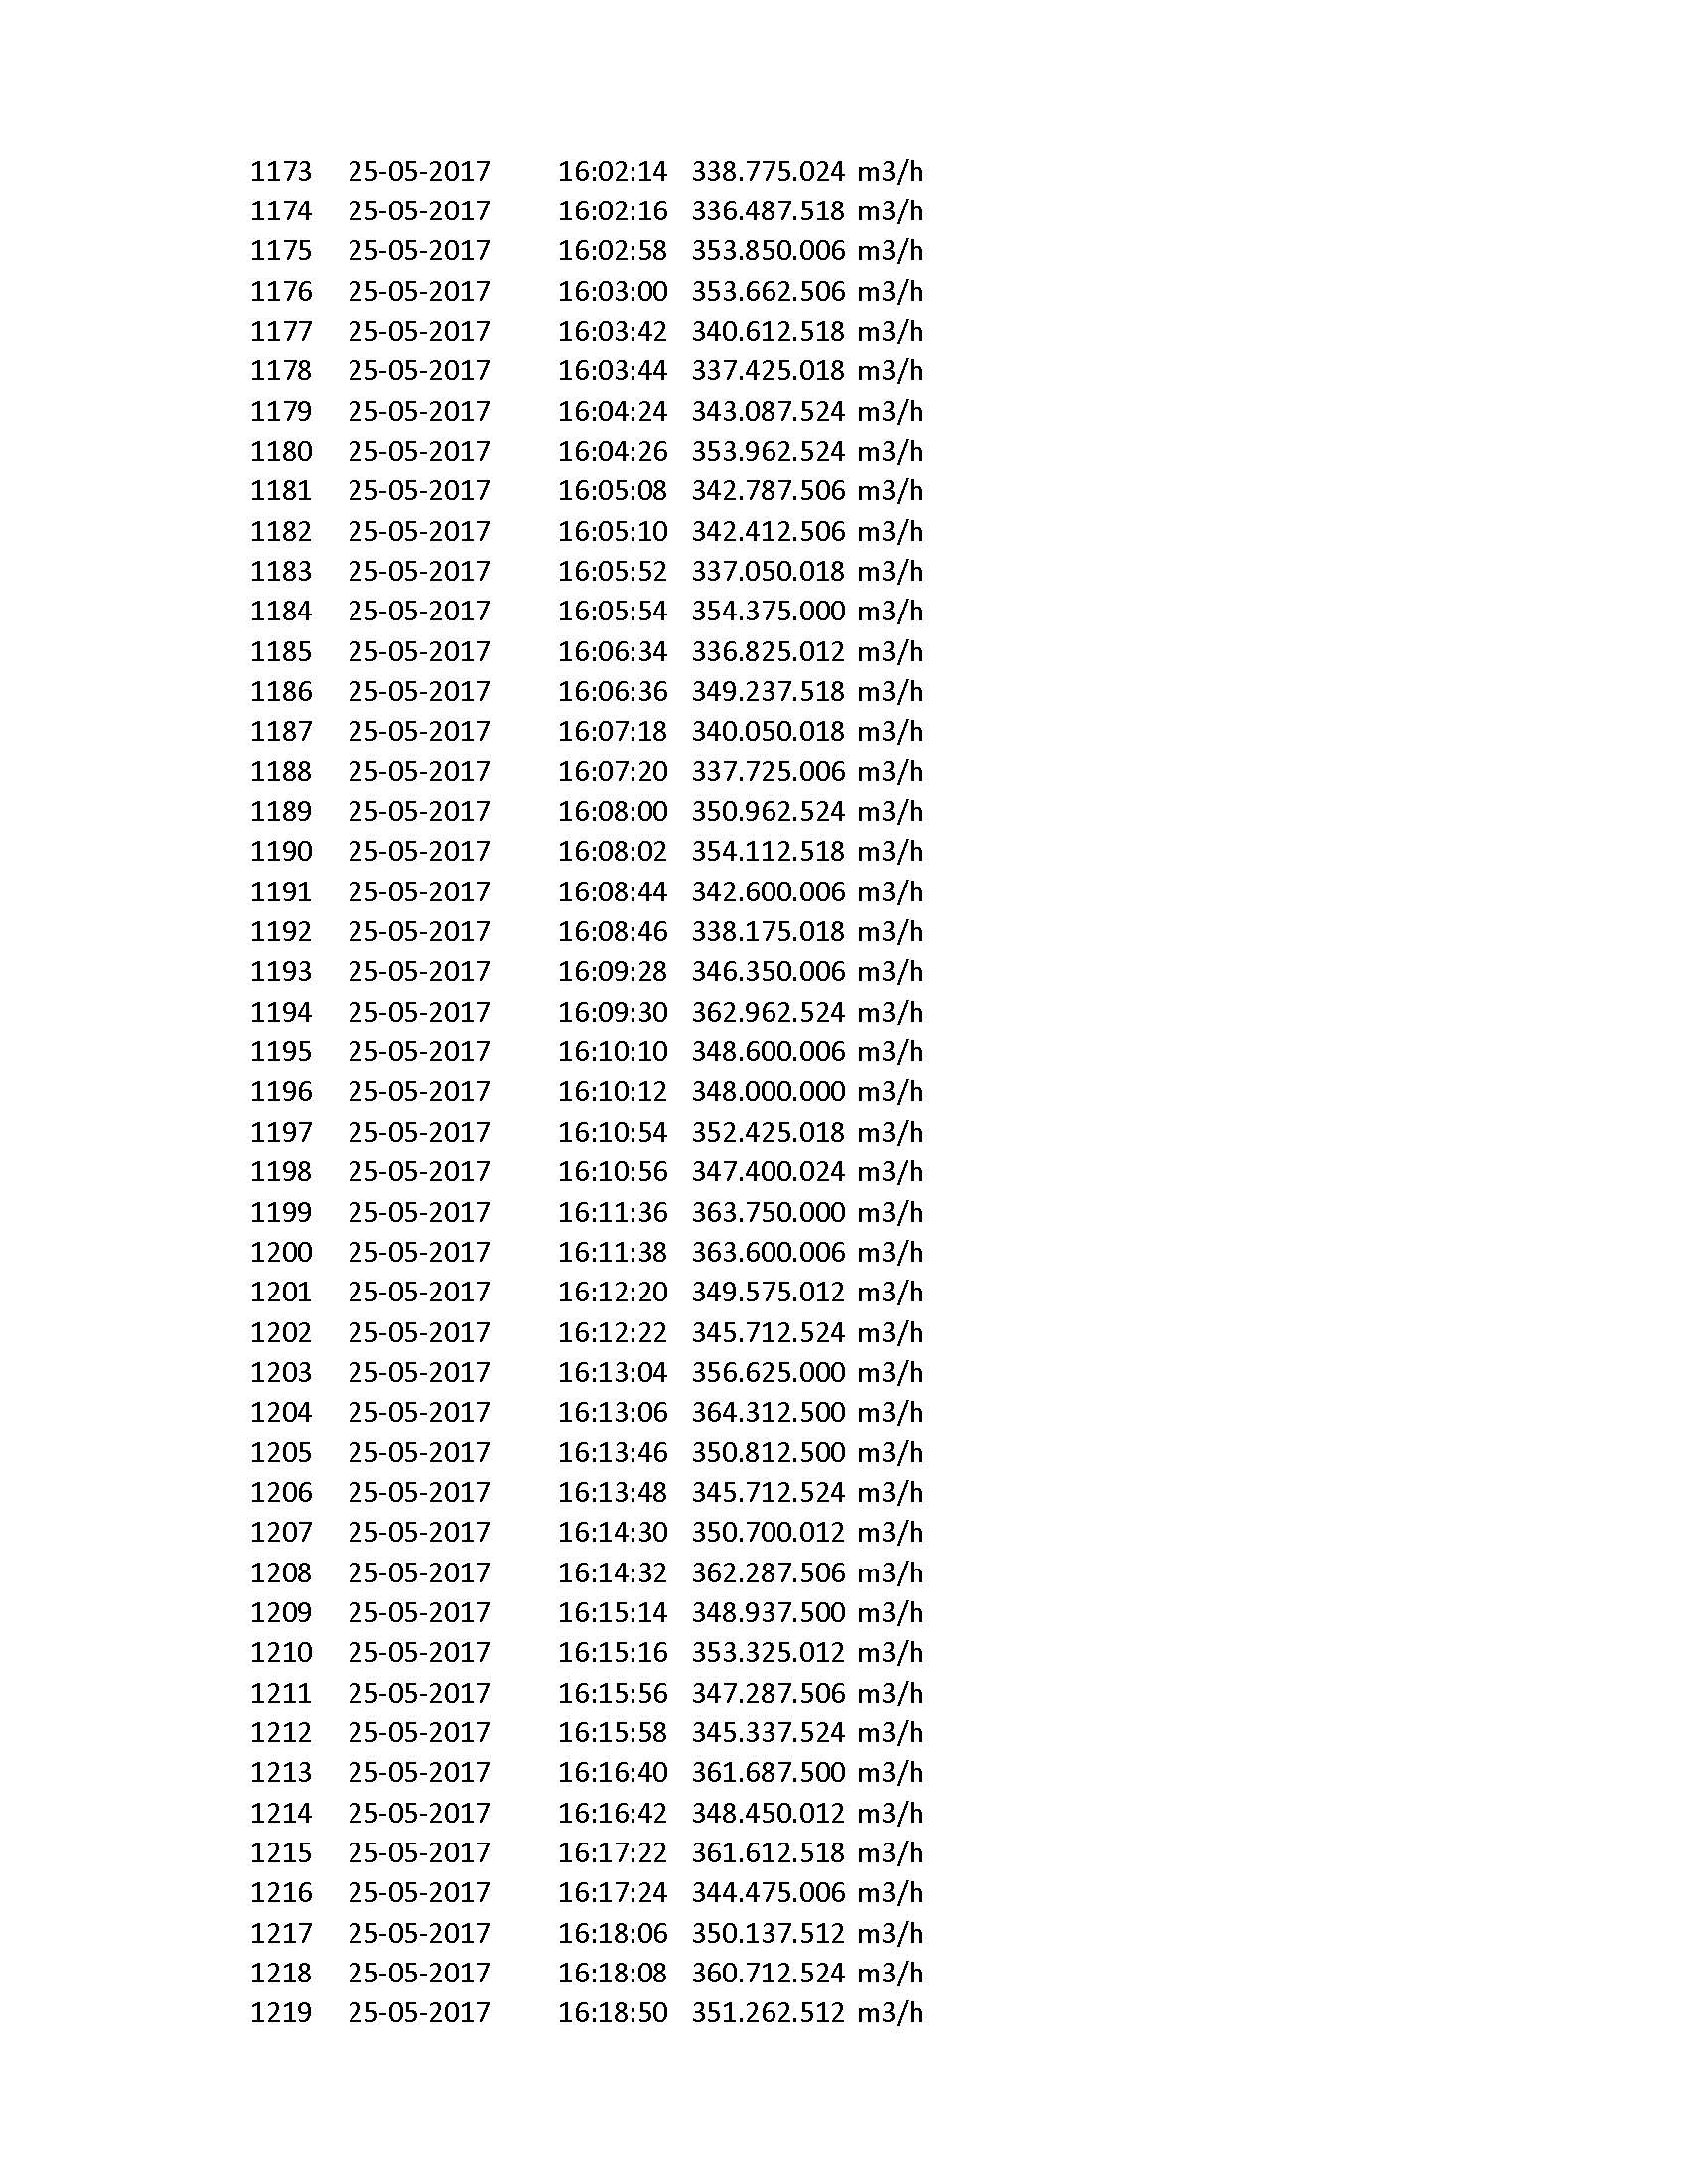 1173 25-05-2017 16:02:14 338.775.024 m3/h
1174 25-05-2017 16:02:16 336.487.518 m3/h
1175 25-05-2017 16:02:58 353.850.006 m3/h
1176 25-05-2017 16:03:00 353.662.506 m3/h
1177 25-05-2017 16:03:42 340.612.518 m3/h
1178 25-05-2017 16:03:44 337.425.018 m3/h
1179 25-05-2017 16:04:24 343.087.524 m3/h
1180 25-05-2017 16:04:26 353.962.524 m3/h
1181 25-05-2017 16:05:08 342.787.506 m3/h
1182 25-05-2017 16:05:10 342.412.506 m3/h
1183 25-05-2017 16:05:52 337.050.018 m3/h
1184 25-05-2017 16:05:54 354.375.000 m3/h
1185 25-05-2017 16:06:34 336.825.012 m3/h
1186 25-05-2017 16:06:36 349.237.518 m3/h
1187 25-05-2017 16:07:18 340.050.018 m3/h
1188 25-05-2017 16:07:20 337.725.006 m3/h
1189 25-05-2017 16:08:00 350.962.524 m3/h
1190 25-05-2017 16:08:02 354.112.518 m3/h
1191 25-05-2017 16:08:44 342.600.006 m3/h
1192 25-05-2017 16:08:46 338.175.018 m3/h
1193 25-05-2017 16:09:28 346.350.006 m3/h
1194 25-05-2017 16:09:30 362.962.524 m3/h
1195 25-05-2017 16:10:10 348.600.006 m3/h
1196 25-05-2017 16:10:12 348.000.000 m3/h
1197 25-05-2017 16:10:54 352.425.018 m3/h
1198 25-05-2017 16:10:56 347.400.024 m3/h
1199 25-05-2017 16:11:36 363.750.000 m3/h
1200 25-05-2017 16:11:38 363.600.006 m3/h
1201 25-05-2017 16:12:20 349.575.012 m3/h
1202 25-05-2017 16:12:22 345.712.524 m3/h
1203 25-05-2017 16:13:04 356.625.000 m3/h
1204 25-05-2017 16:13:06 364.312.500 m3/h
1205 25-05-2017 16:13:46 350.812.500 m3/h
1206 25-05-2017 16:13:48 345.712.524 m3/h
1207 25-05-2017 16:14:30 350.700.012 m3/h
1208 25-05-2017 16:14:32 362.287.506 m3/h
1209 25-05-2017 16:15:14 348.937.500 m3/h
1210 25-05-2017 16:15:16 353.325.012 m3/h
1211 25-05-2017 16:15:56 347.287.506 m3/h
1212 25-05-2017 16:15:58 345.337.524 m3/h
1213 25-05-2017 16:16:40 361.687.500 m3/h
1214 25-05-2017 16:16:42 348.450.012 m3/h
1215 25-05-2017 16:17:22 361.612.518 m3/h
1216 25-05-2017 16:17:24 344.475.006 m3/h
1217 25-05-2017 16:18:06 350.137.512 m3/h
1218 25-05-2017 16:18:08 360.712.524 m3/h
1219 25-05-2017 16:18:50 351.262.512 m3/h